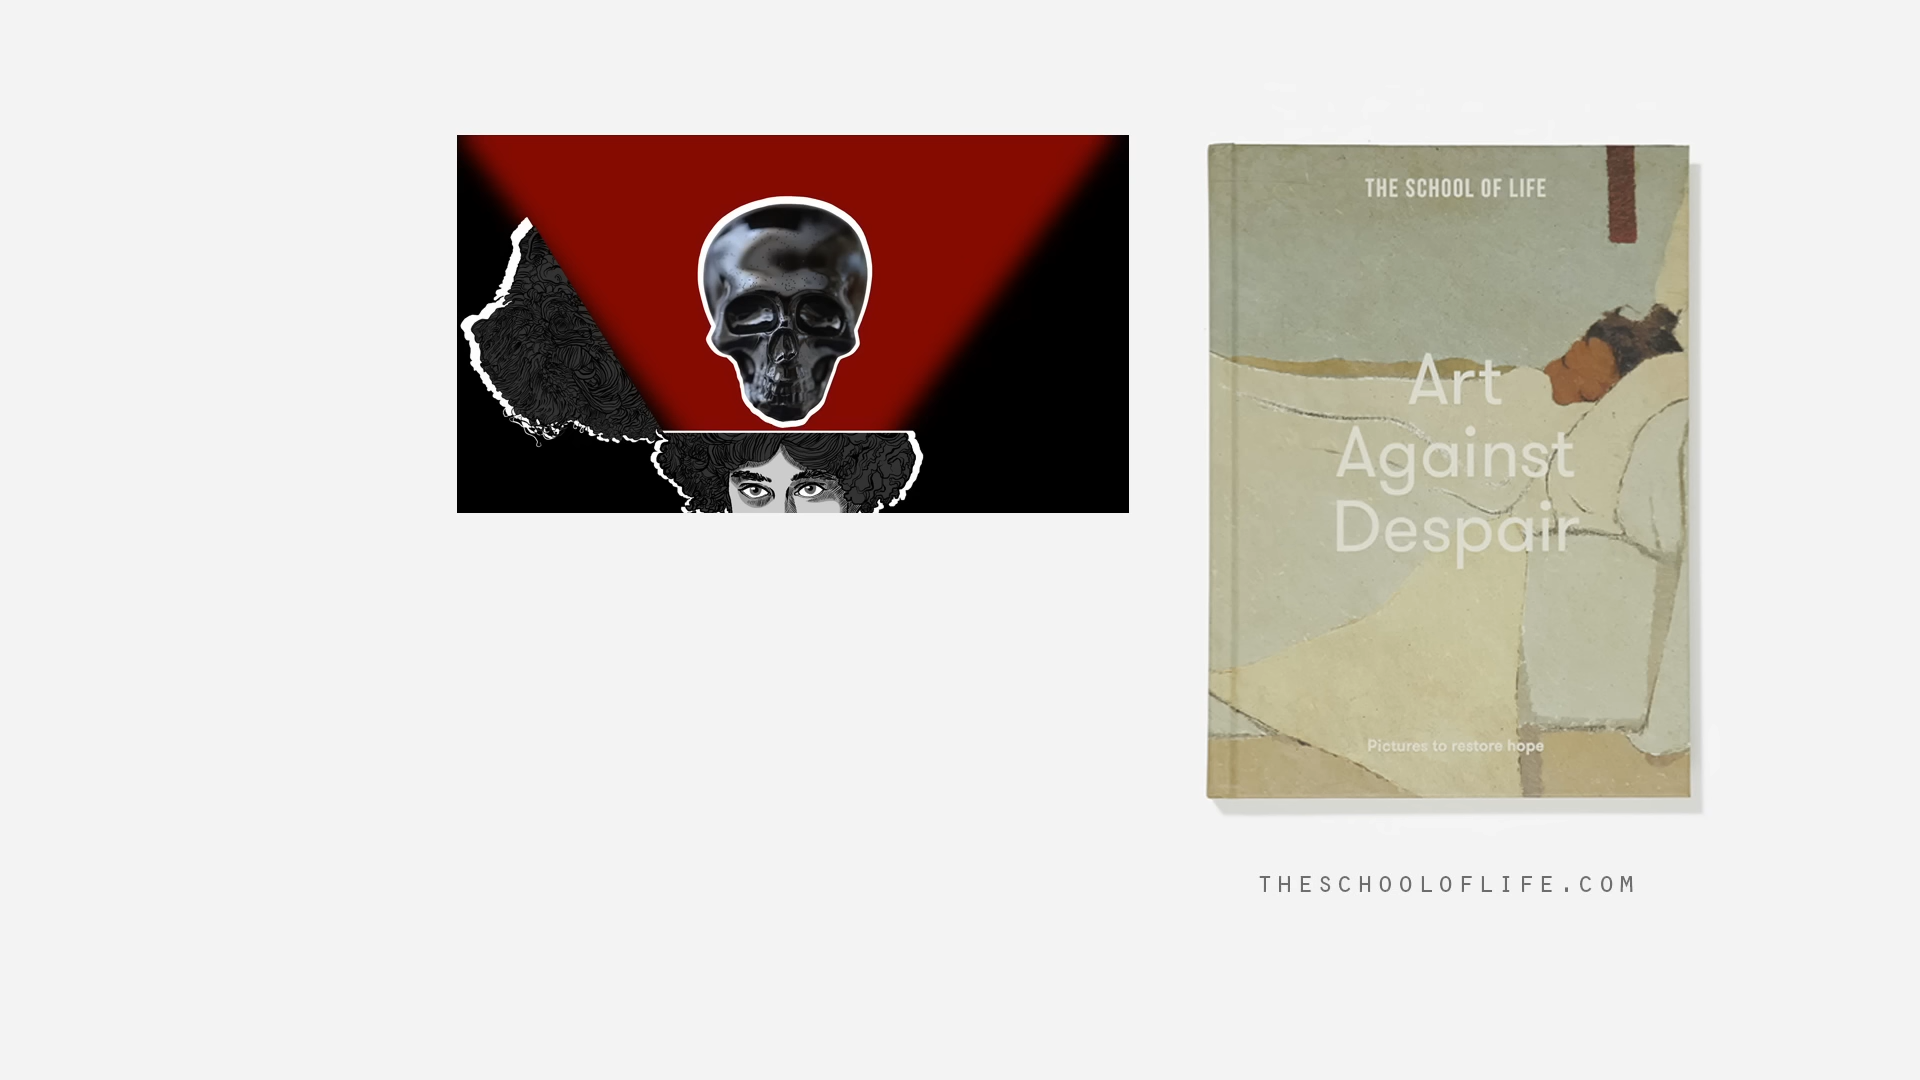 THE SCHOOL OF LIFE
Art
Against
Despair
Pictures to restore hope
THESCHOOLOFLIFE.COM